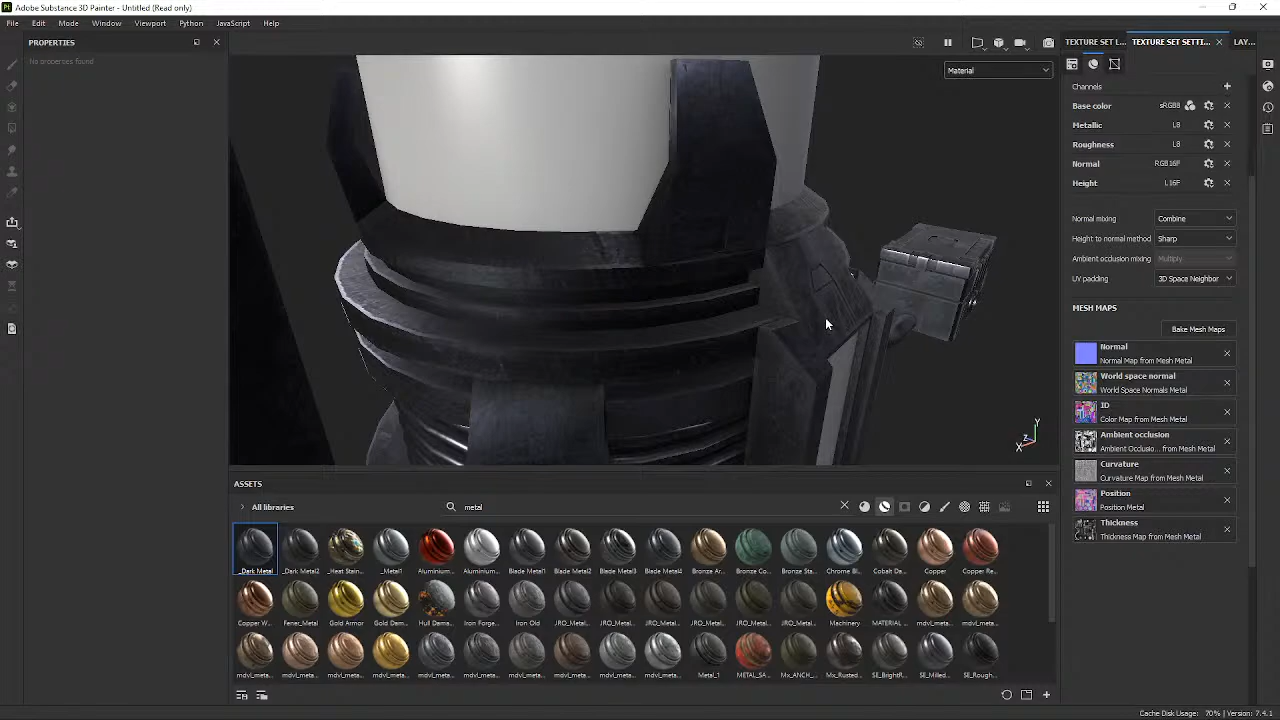 Adobe Substance 3D Painter - Untitled (Read only)
File Edit Mode Window Viewport Python JavaScript Help
PROPERTIES
No properties found
Material
TEXTURE SET L... TEXTURE SET SETTI... LAY...
Channels
Base color sRGB8
Metallic L8
Roughness L8
Normal RGB16F
Height L16F
Normal mixing Combine
Height to normal method Sharp
Ambient occlusion mixing Multiply
UV padding 3D Space Neighbor
MESH MAPS
Bake Mesh Maps
Normal
Normal Map from Mesh Metal
World space normal
World Space Normals Metal
ID
Color Map from Mesh Metal
Ambient occlusion
Ambient Occlusio... from Mesh Metal
Curvature
Curvature Map from Mesh Metal
Position
Position Metal
Thickness
Thickness Map from Mesh Metal
Y
Z
X
ASSETS
All libraries metal
_Dark Metal _Dark Metal2 _Heat Stain... _Metal1 Aluminium... Aluminium... Blade Metal1 Blade Metal2 Blade Metal3 Blade Metal4 Bronze Ar... Bronze Co... Bronze Sta... Chrome Bl... Cobalt Da... Copper Copper Re...
Copper W... Fener_Metal Gold Armor Gold Dam... Hull Dama... Iron Forge... Iron Old JRO_Metal... JRO_Metal... JRO_Metal... JRO_Metal... JRO_Metal... JRO_Metal... Machinery MATERIAL ... mdvl_met... mdvl_met...
mdvl_meta... mdvl_meta... mdvl_meta... mdvl_meta... mdvl_meta... mdvl_meta... mdvl_meta... mdvl_meta... mdvl_meta... mdvl_meta... Metal_1 METAL_SA... Mx_ANCH_... Mx_Rusted... SE_BrightR... SE_Milled... SE_Rough...
Cache Disk Usage: 70% | Version: 7.4.1